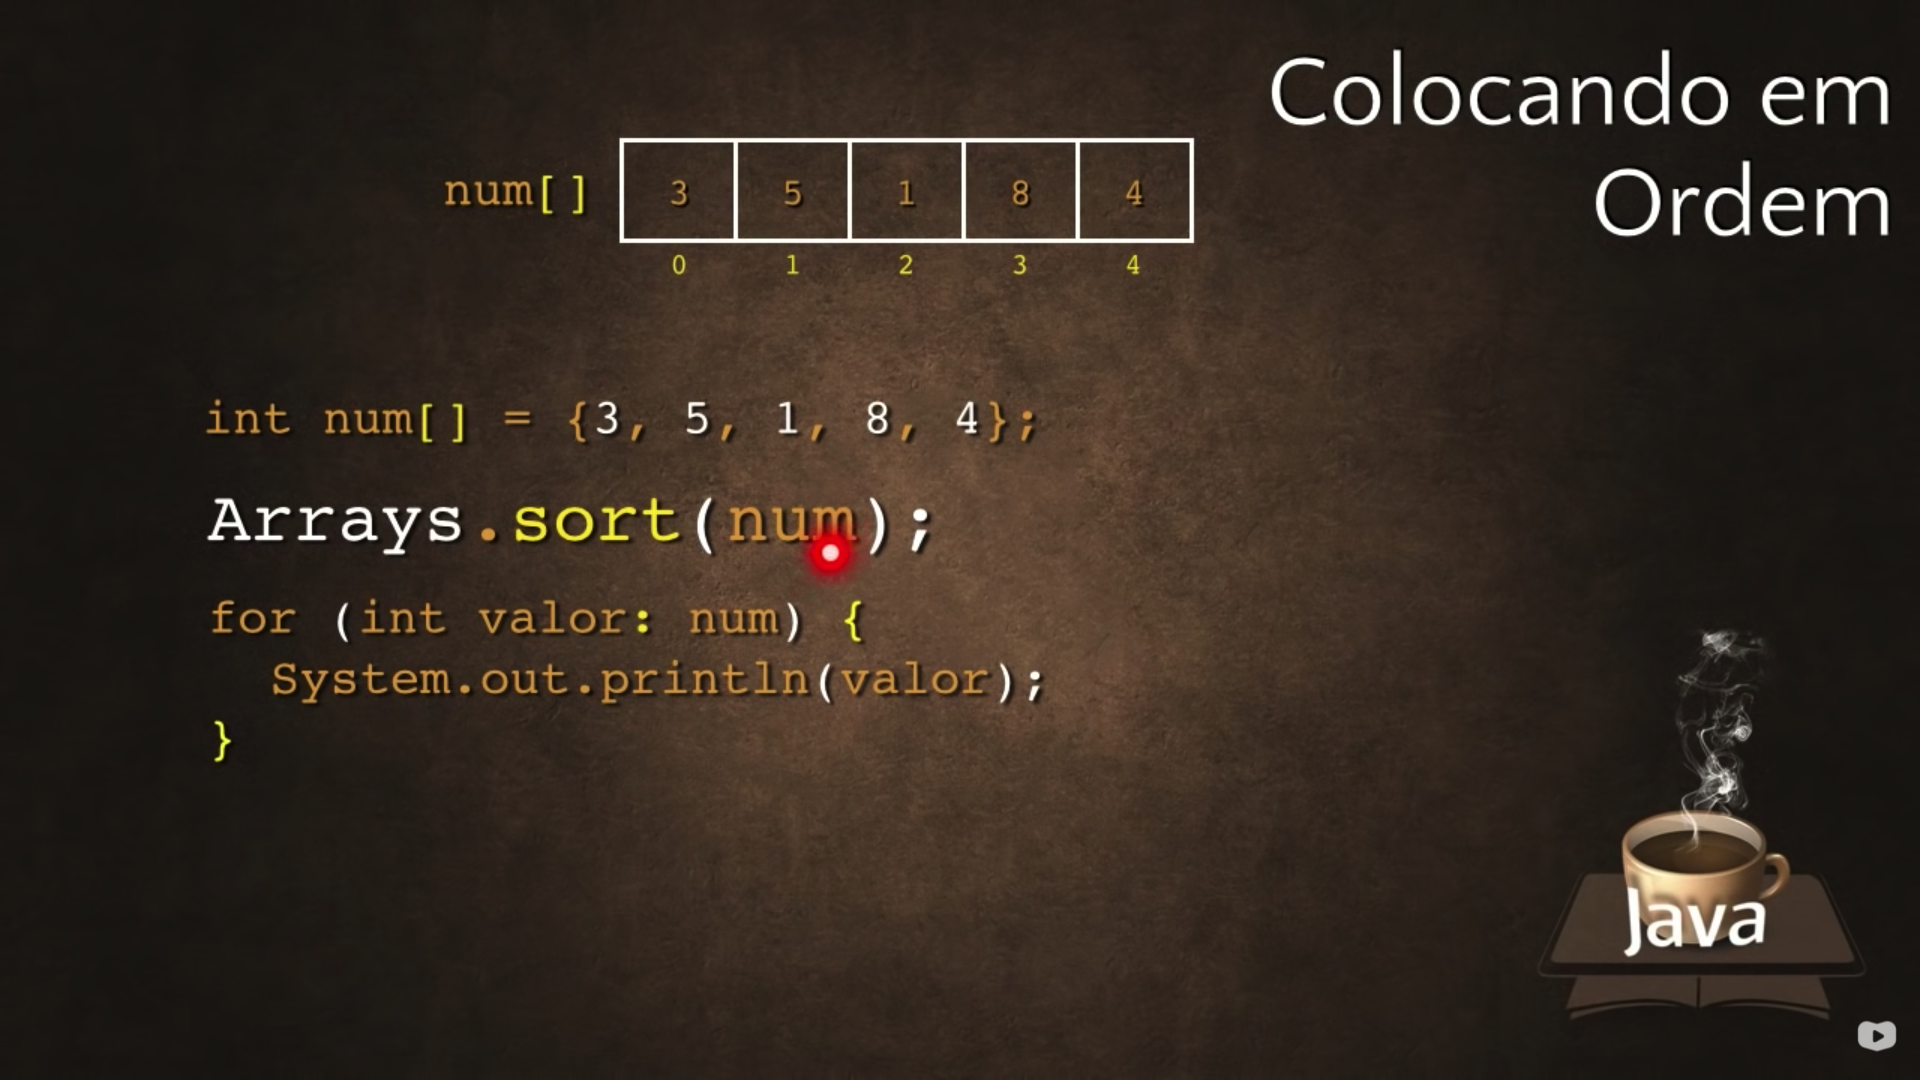 Colocando em
Ordem
num[ ] 3 5 1 8 4
0 1 2 3 4
int num[ ] = {3, 5, 1, 8, 4};
Arrays.sort(num);
for (int valor: num) {
System.out.println(valor);
}
Java